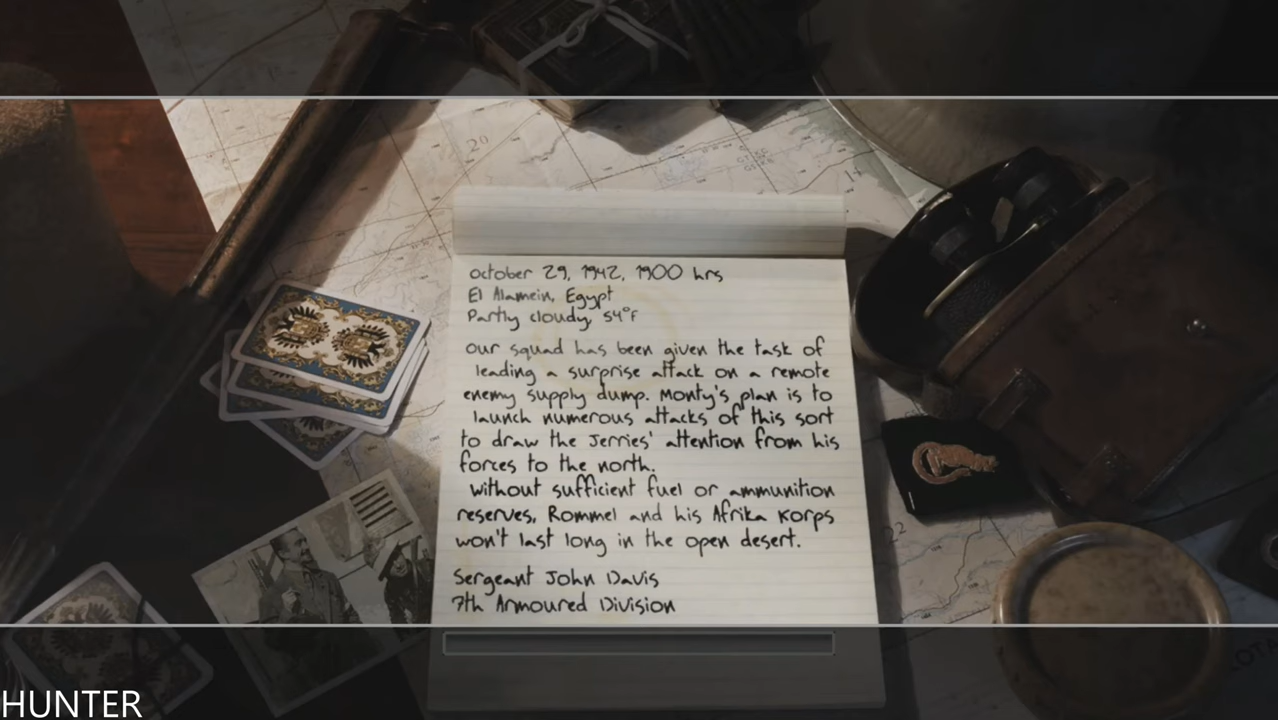 october 29, 1942, 1900 hrs
El Alamein, Egypt
Partly cloudy, 54°F
our squad has been given the task of
leading a surprise attack on a remote
enemy supply dump. Monty's plan is to
launch numerous attacks of this sort
to draw the Jerries' attention from his
forces to the north.
without sufficient fuel or ammunition
reserves, Rommel and his Afrika Korps
won't last long in the open desert.
Sergeant John Davis
7th Armoured Division
20
22
HUNTER